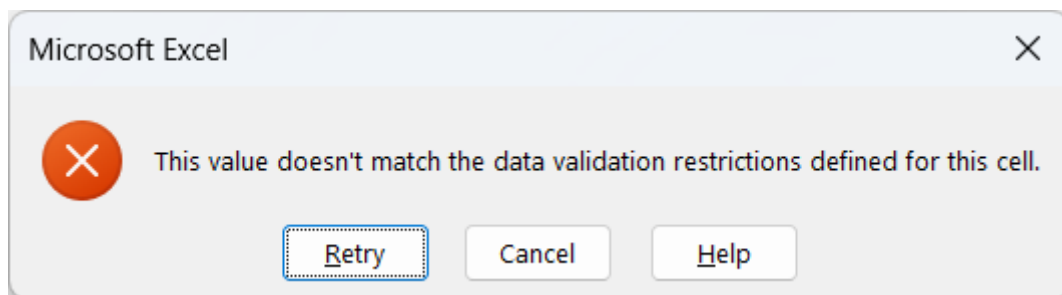 Microsoft Excel
This value doesn't match the data validation restrictions defined for this cell.
Retry Cancel Help